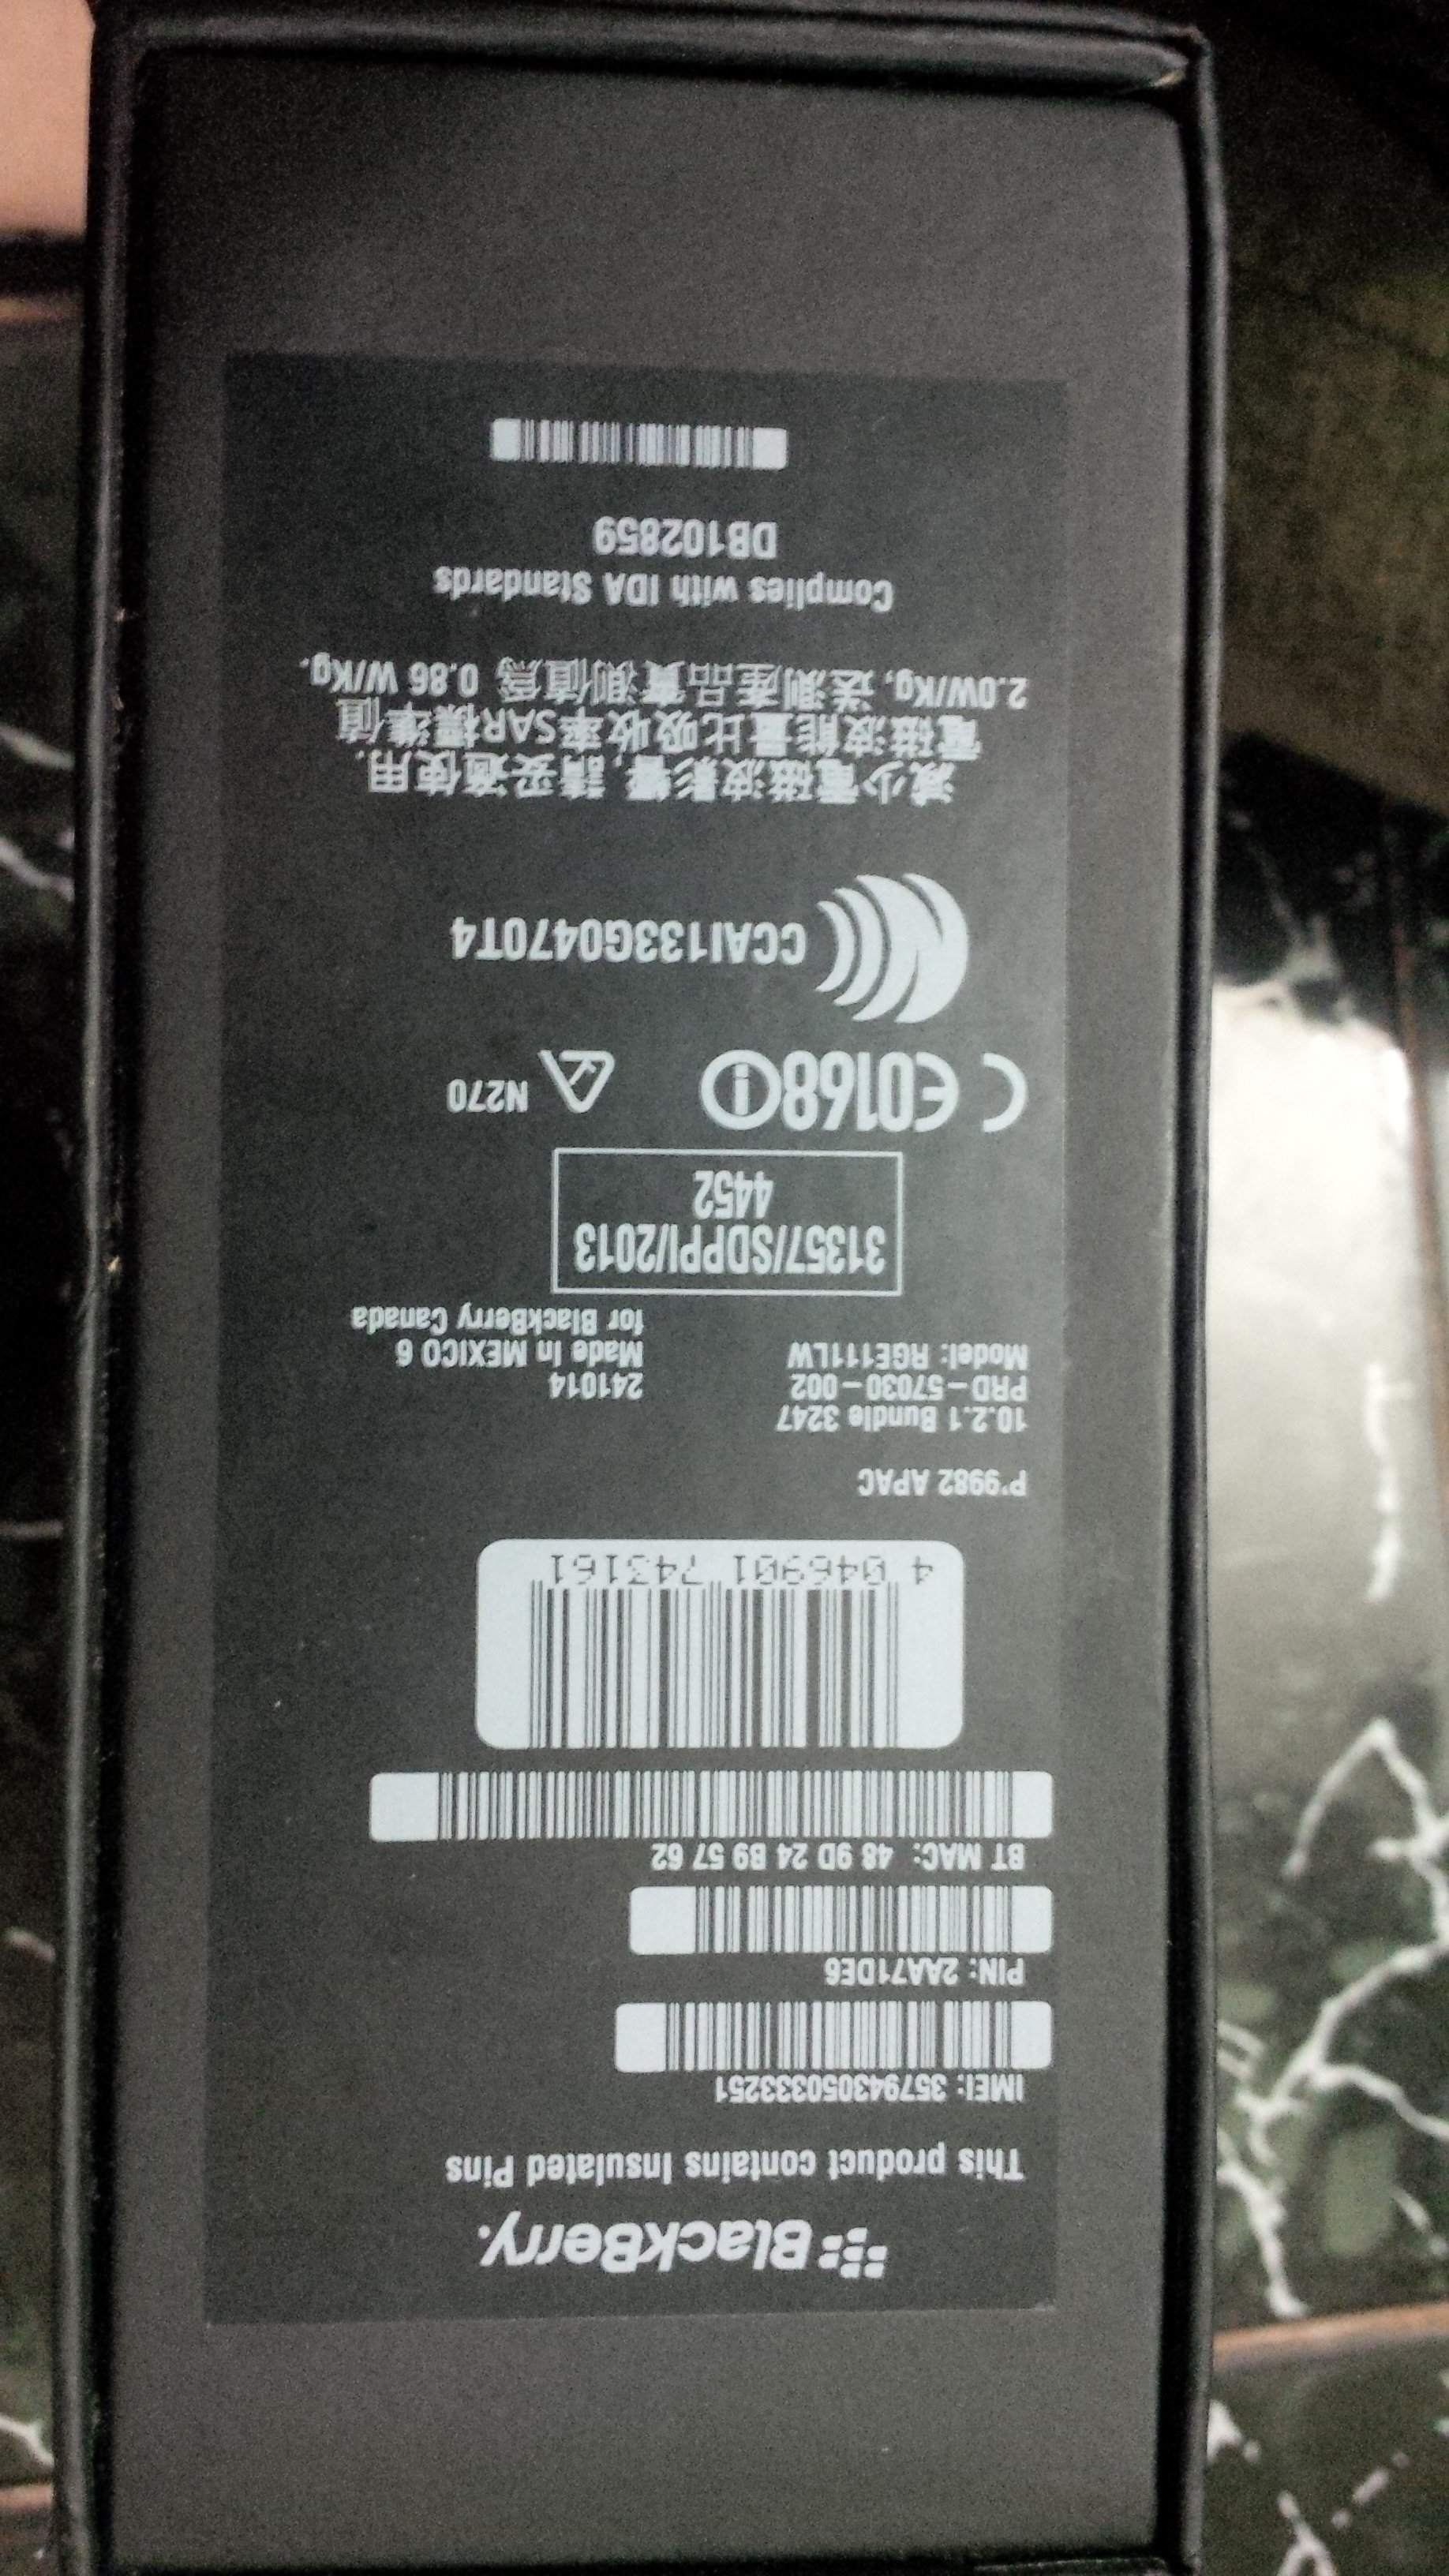 BlackBerry.
This product contains Insulated Pins
IMEI: 357943050333251
PIN: 2AA71DE6
BT MAC: 48 9D 24 B9 57 62
4 046901 743161
P'9982 APAC
10.2.1 Bundle 3247
PRD-57030-002
Model: RGE111LW
241014
Made In MEXICO 6
for BlackBerry Canada
31357/SDPPI/2013
4452
CE0168
N270
CCAI133G0470T4
減少電磁波影響,請妥適使用.
電磁波能量比吸收率SAR標準值
2.0W/Kg, 送測產品實測值為 0.86 W/Kg.
Complies with IDA Standards
DB102859